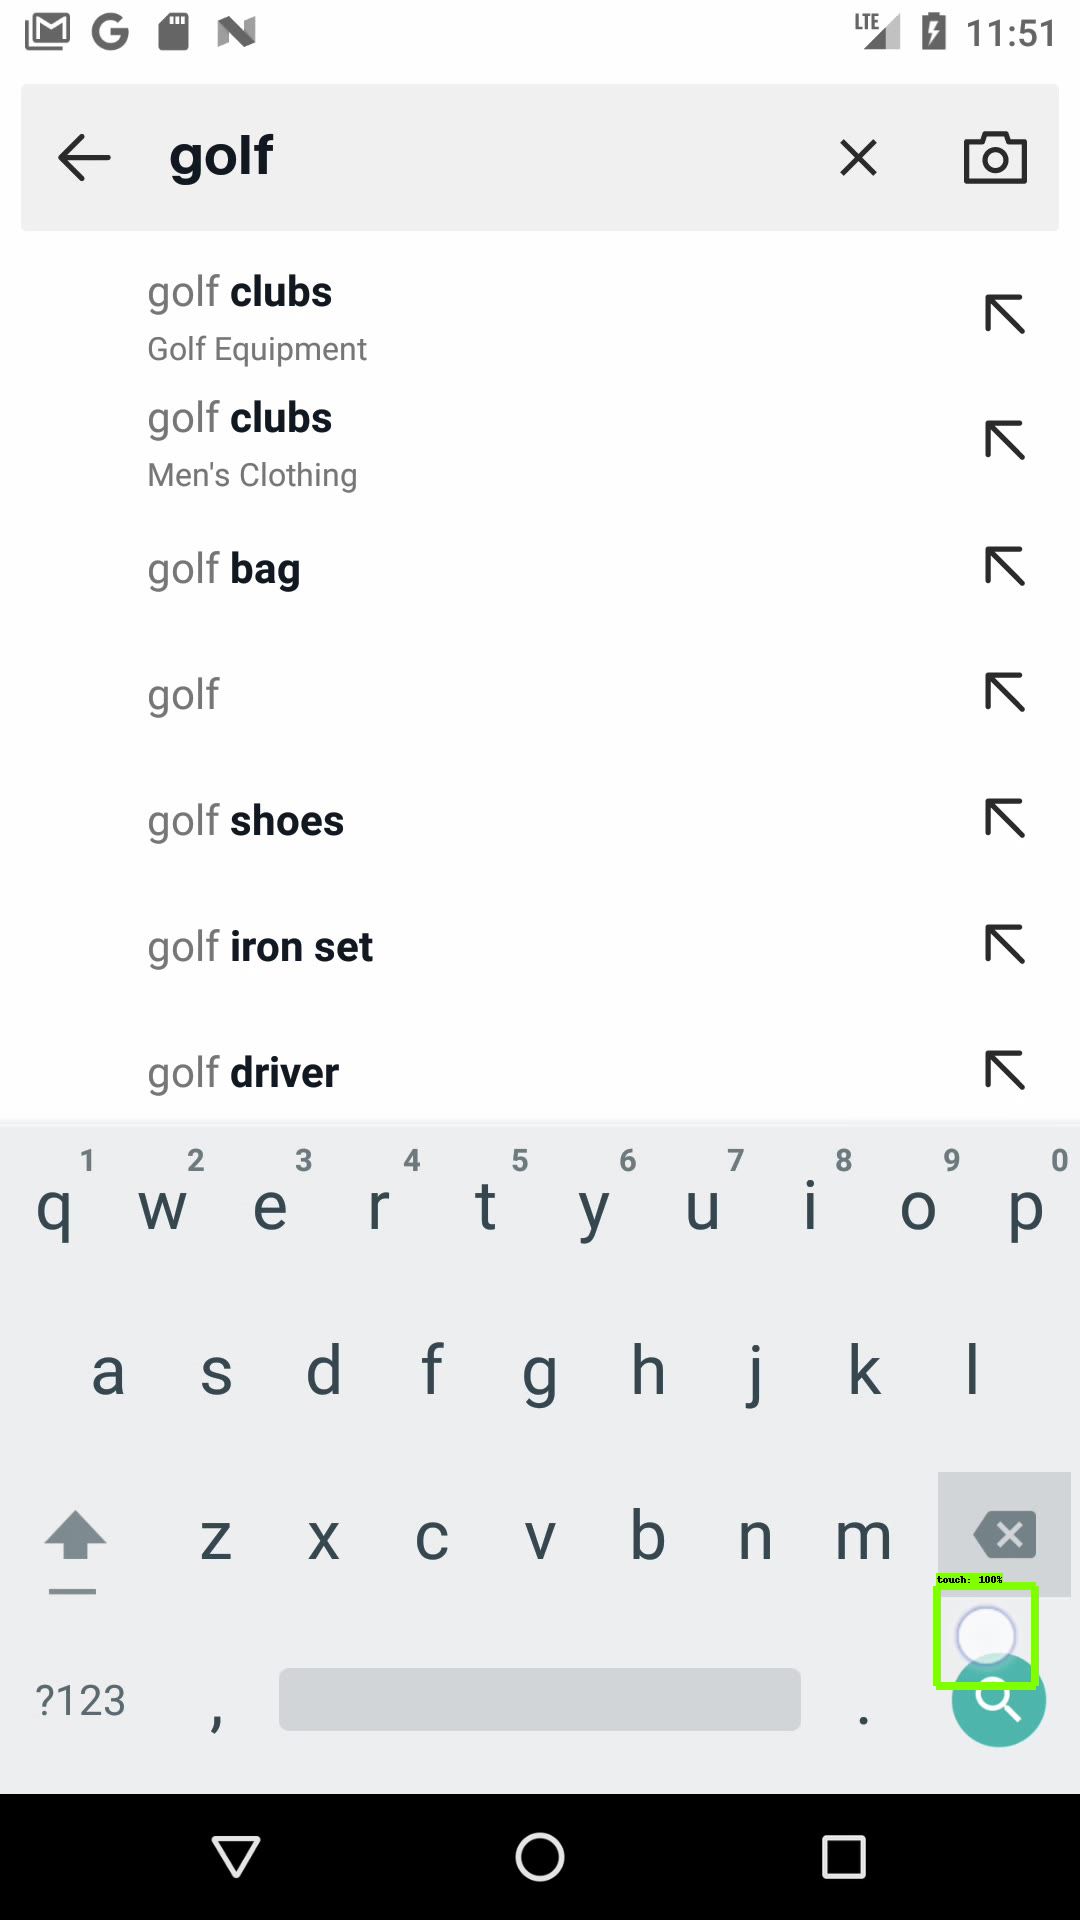 LTE 11:51
golf
golf clubs
Golf Equipment
golf clubs
Men's Clothing
golf bag
golf
golf shoes
golf iron set
golf driver
1 2 3 4 5 6 7 8 9 0
q w e r t y u i o p
a s d f g h j k l
z x c v b n m
touch: 100%
?123 , .